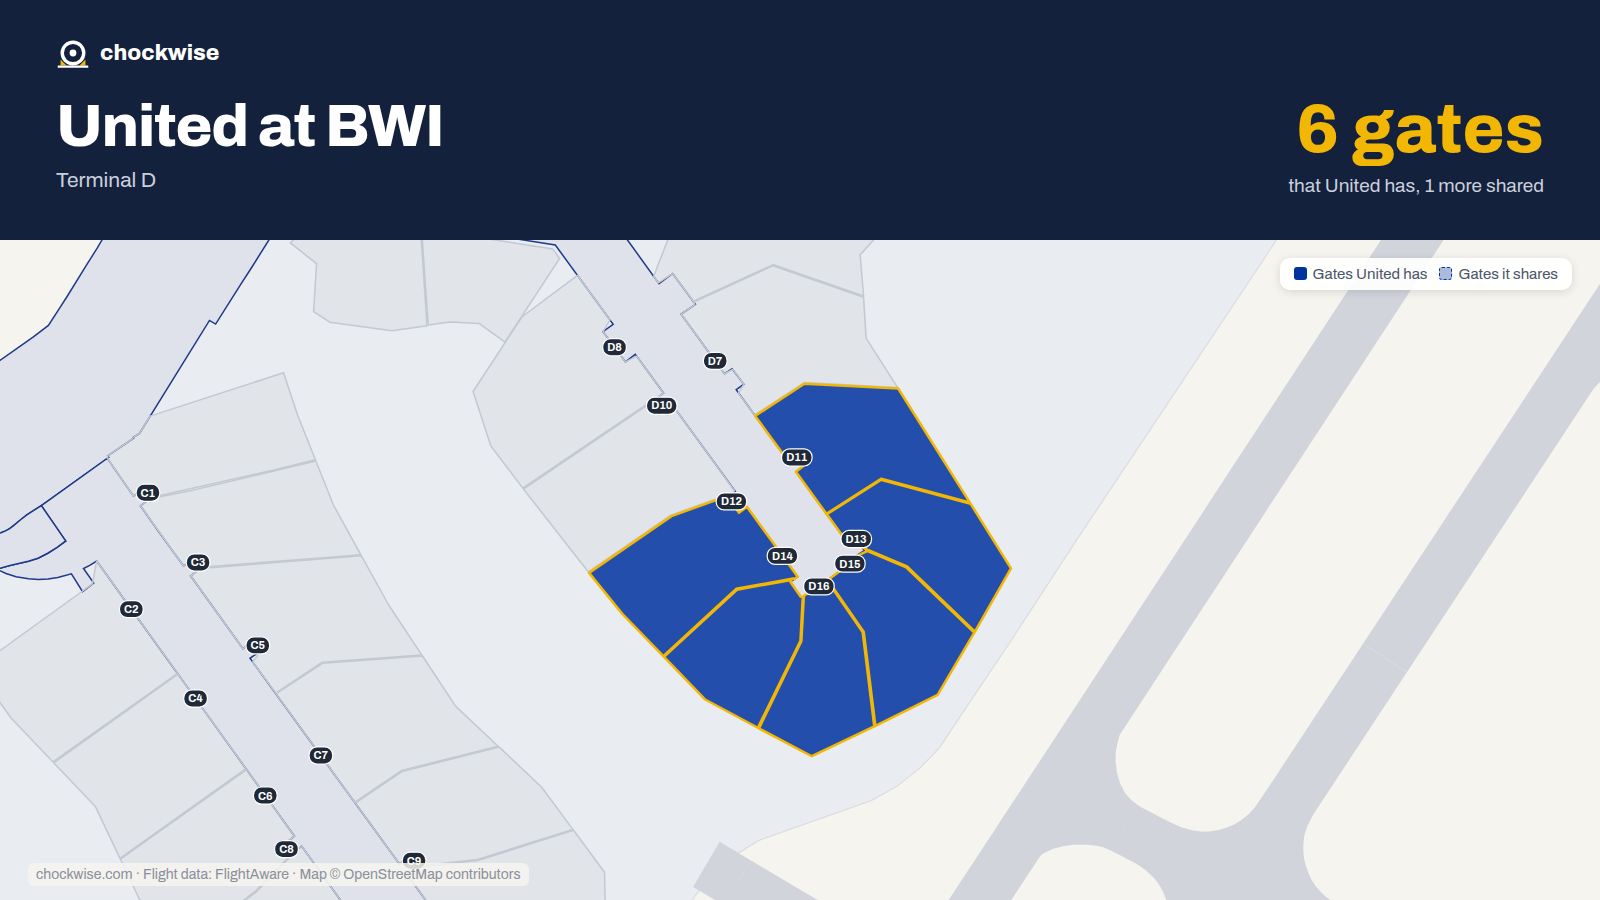 chockwise
United at BWI
Terminal D
6 gates
that United has, 1 more shared
Gates United has
Gates it shares
D8
D7
D10
D11
D12
D13
D14
D15
D16
C1
C3
C2
C5
C4
C7
C6
C8
C9
chockwise.com · Flight data: FlightAware · Map © OpenStreetMap contributors